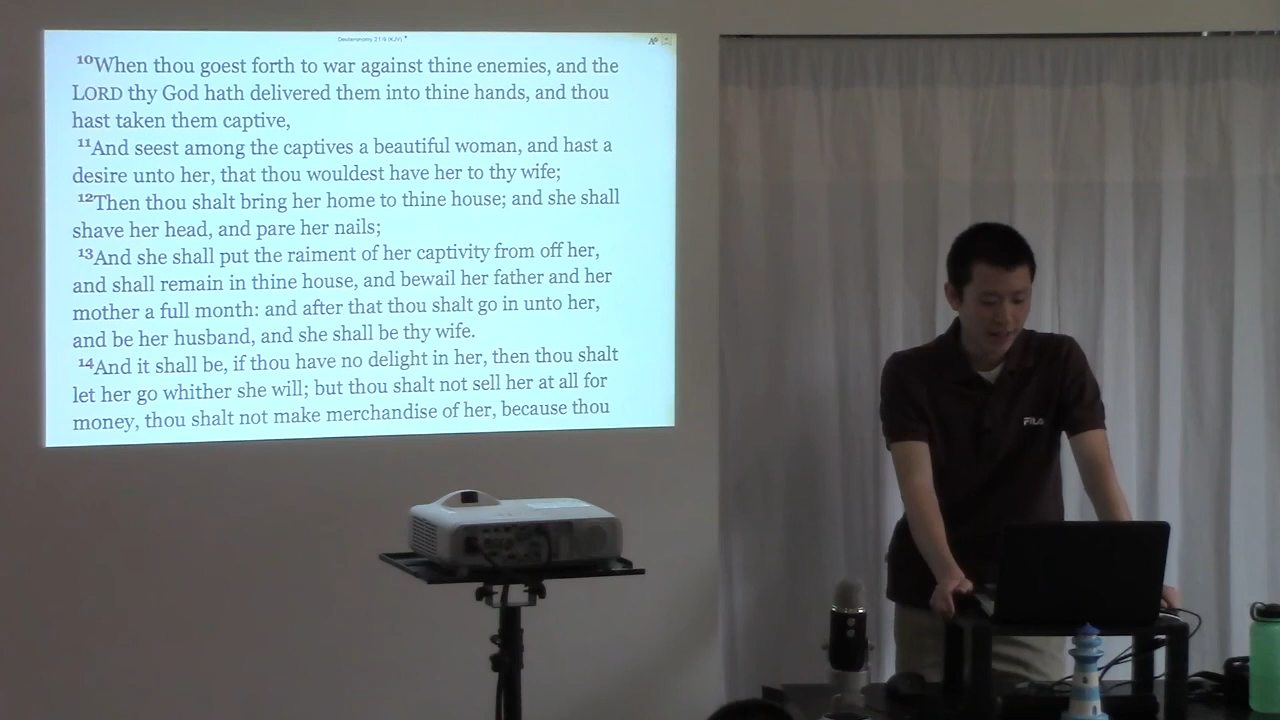 Deuteronomy 21:9 (KJV)
10When thou goest forth to war against thine enemies, and the
LORD thy God hath delivered them into thine hands, and thou
hast taken them captive,
11And seest among the captives a beautiful woman, and hast a
desire unto her, that thou wouldest have her to thy wife;
12Then thou shalt bring her home to thine house; and she shall
shave her head, and pare her nails;
13And she shall put the raiment of her captivity from off her,
and shall remain in thine house, and bewail her father and her
mother a full month: and after that thou shalt go in unto her,
and be her husband, and she shall be thy wife.
14And it shall be, if thou have no delight in her, then thou shalt
let her go whither she will; but thou shalt not sell her at all for
money, thou shalt not make merchandise of her, because thou
FILA